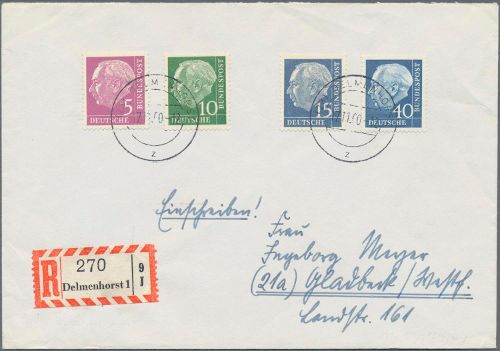 5 DEUTSCHE BUNDESPOST
10 DEUTSCHE BUNDESPOST
15 DEUTSCHE BUNDESPOST
40 DEUTSCHE BUNDESPOST
z
z
Einschreiben!
Frau
Ingeborg Meyer
(21a) Gladbeck/Westf.
Landstr. 161
R 270 9
Delmenhorst 1 I